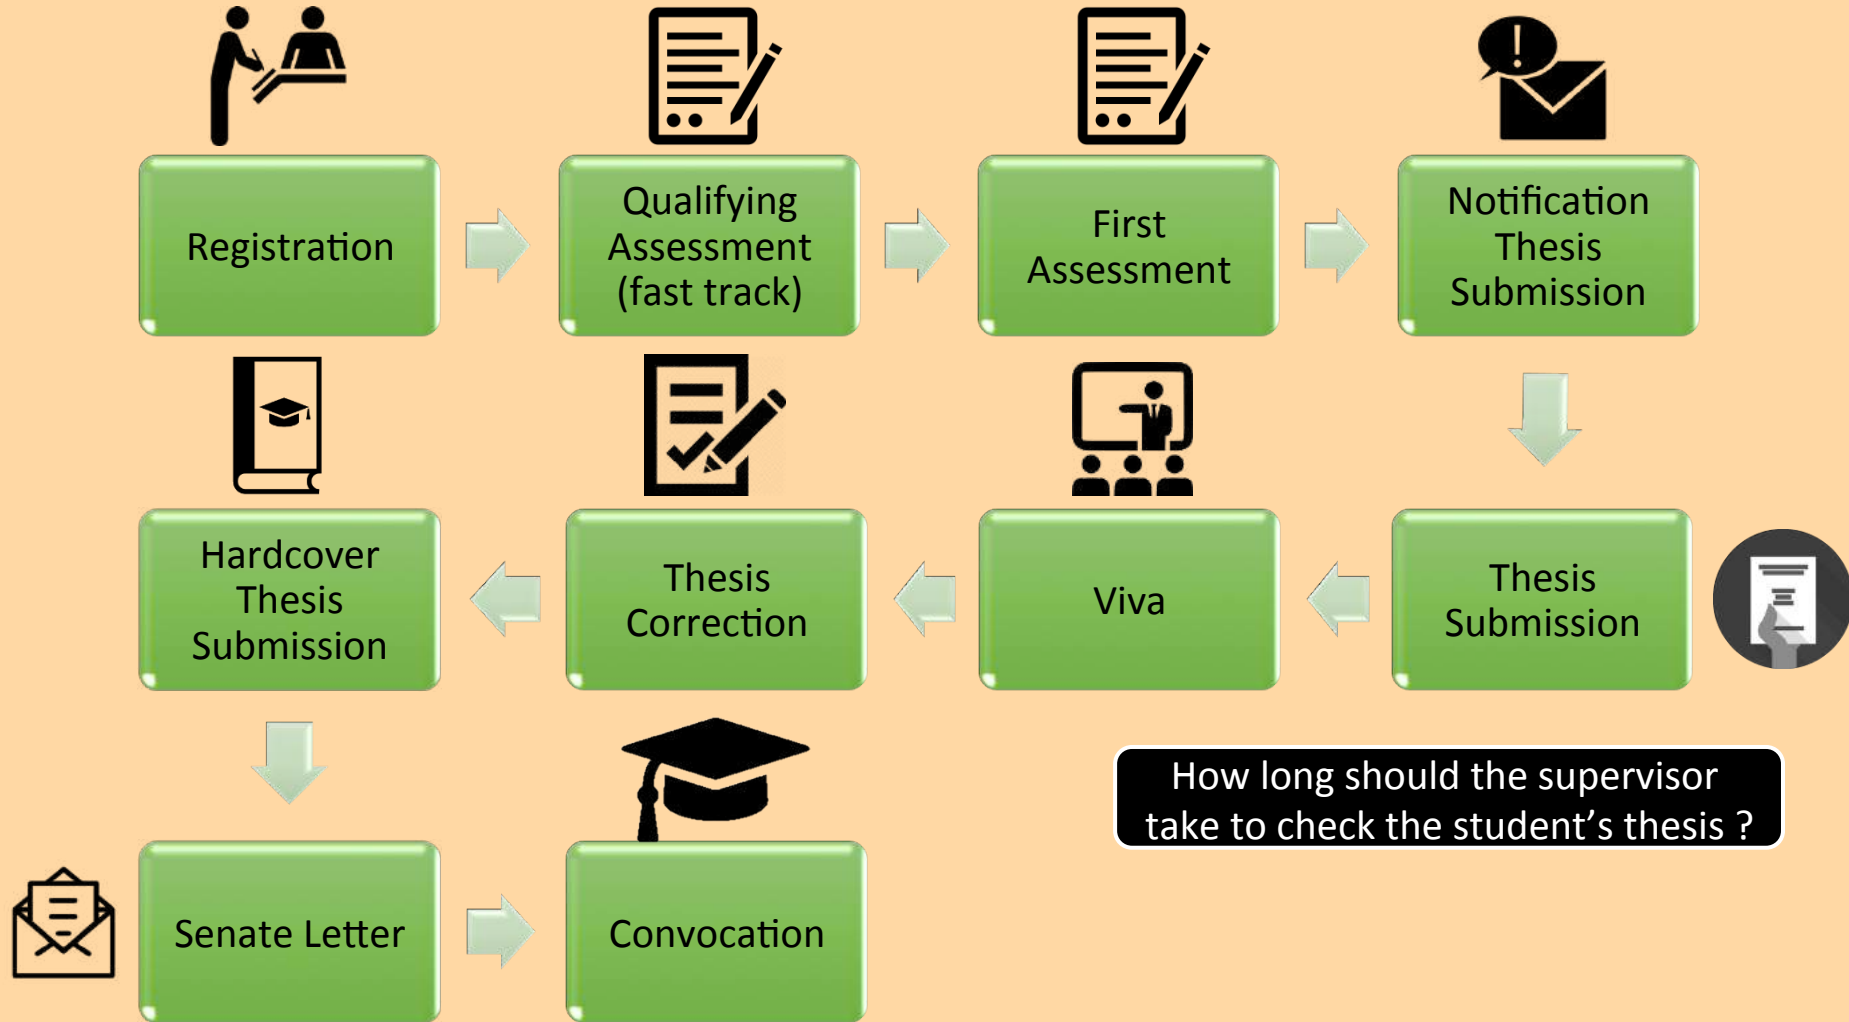 Registration
Qualifying
Assessment
(fast track)
First
Assessment
Notification
Thesis
Submission
Thesis
Submission
Viva
Thesis
Correction
Hardcover
Thesis
Submission
Senate Letter
Convocation
How long should the supervisor
take to check the student’s thesis ?